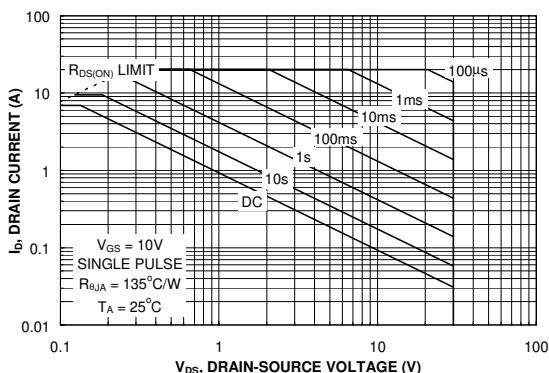 100
10
1
0.1
0.01
I_D, DRAIN CURRENT (A)
R_DS(ON) LIMIT
100μs
1ms
10ms
100ms
1s
10s
DC
V_GS = 10V
SINGLE PULSE
R_θJA = 135°C/W
T_A = 25°C
0.1 1 10 100
V_DS, DRAIN-SOURCE VOLTAGE (V)